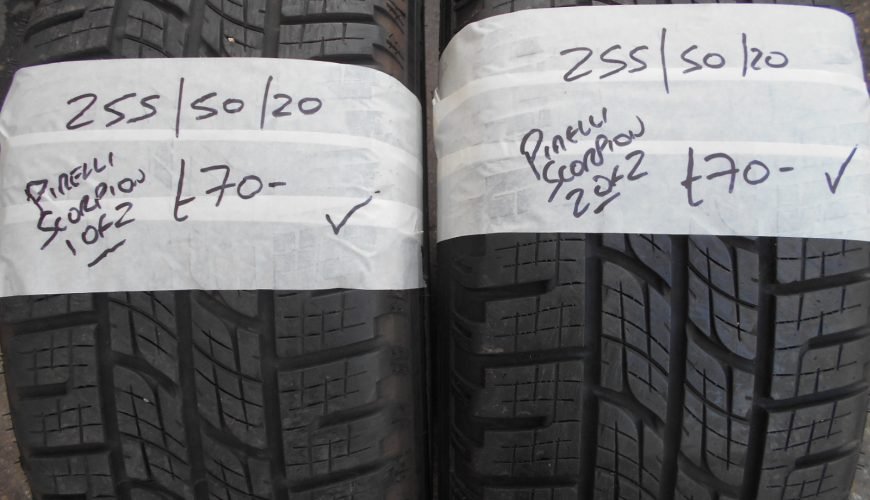 255/50/20
PIRELLI
SCORPION
1 OF 2
£70-
✓
255/50/20
PIRELLI
SCORPION
2 OF 2
£70-
✓